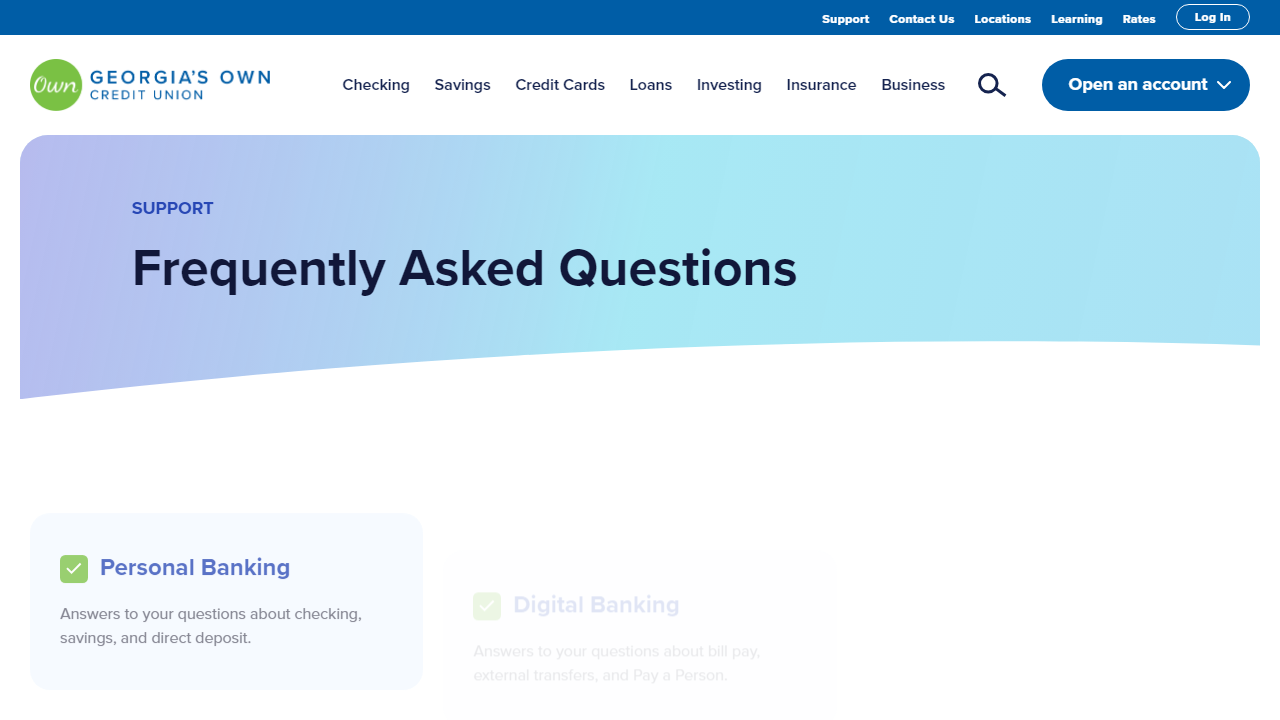 Support Contact Us Locations Learning Rates Log In
Own GEORGIA'S OWN
CREDIT UNION
Checking Savings Credit Cards Loans Investing Insurance Business Open an account
SUPPORT
Frequently Asked Questions
Personal Banking
Answers to your questions about checking,
savings, and direct deposit.
Digital Banking
Answers to your questions about bill pay,
external transfers, and Pay a Person.